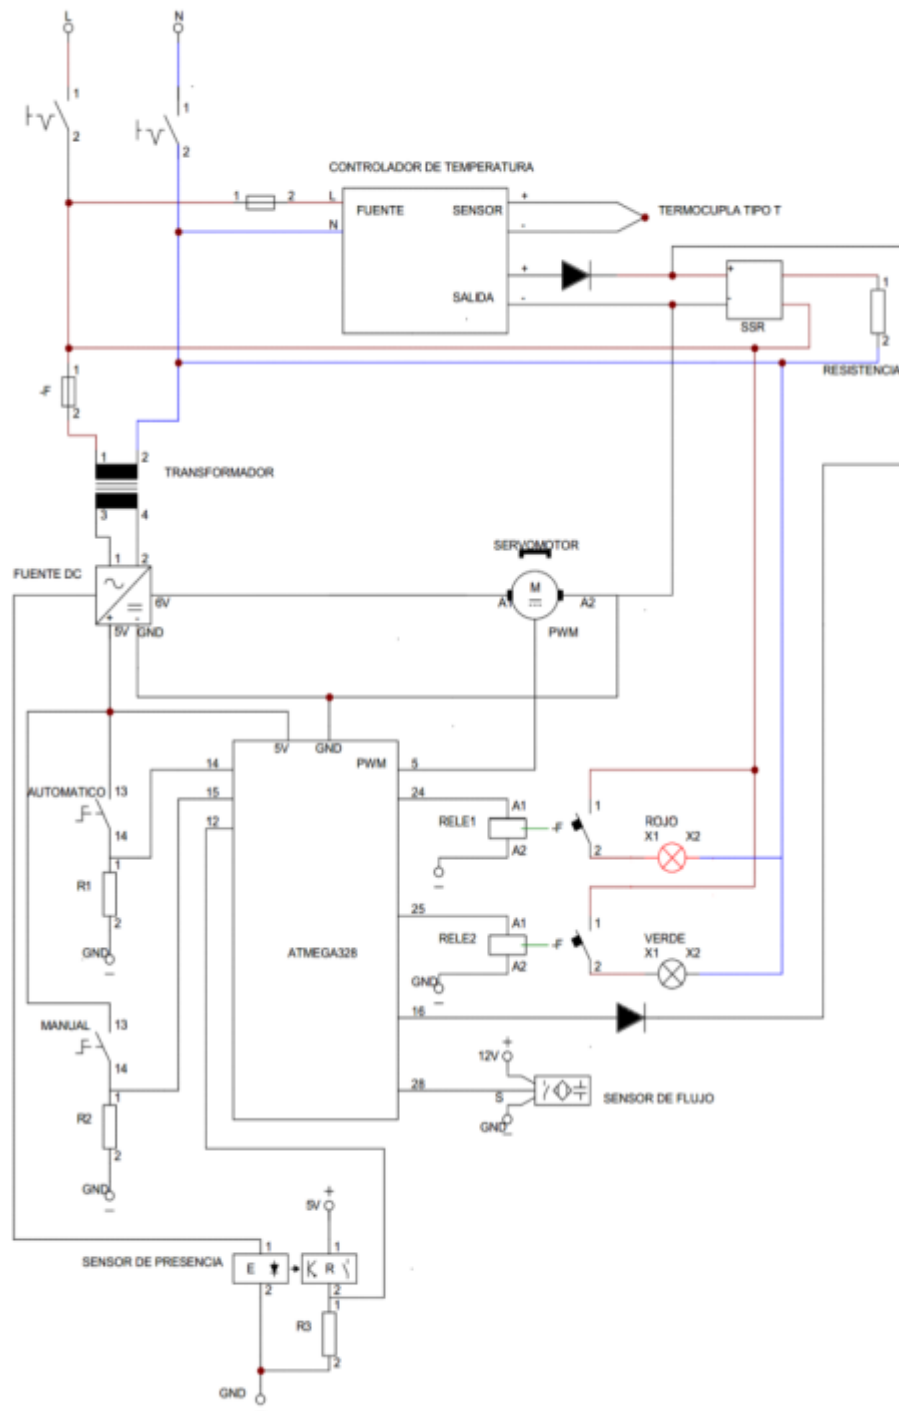 L N
1 1
2 2
CONTROLADOR DE TEMPERATURA
1 2 L FUENTE SENSOR + TERMOCUPLA TIPO T
N -
+ +
SALIDA - - 1
SSR
2
RESISTENCIA
1
2
1 2 TRANSFORMADOR
3 4
SERVOMOTOR
1 2
FUENTE DC M
6V A1 A2
+ -
5V GND PWM
5V GND
14 PWM 5
AUTOMATICO 13 15 24 A1 1 ROJO
12 RELE1 -F X1 X2
14 A2 2
1
R1 -
2 25 A1 1 VERDE
GND ATMEGA328 RELE2 -F X1 X2
- A2 2
GND
-
MANUAL 13 16
14 +
12V
1 28 S SENSOR DE FLUJO
R2 GND
2 -
GND
-
+
5V
1 1
SENSOR DE PRESENCIA E R
2 2
1
R3
2
GND